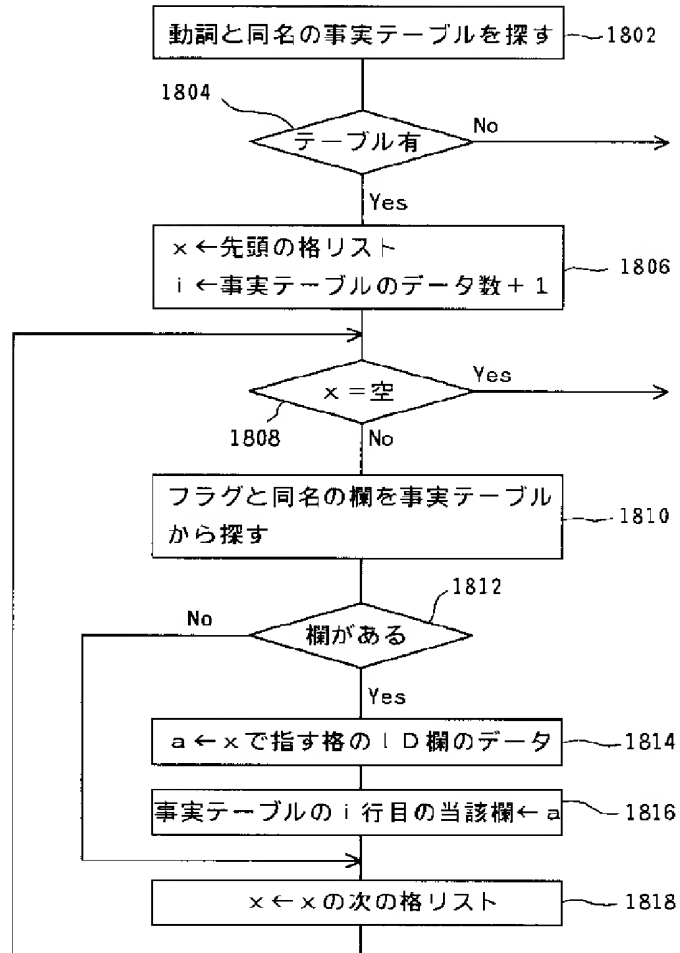 動詞と同名の事実テーブルを探す
1802
1804
テーブル有
No
Yes
x←先頭の格リスト
i←事実テーブルのデータ数+1
1806
x=空
Yes
1808
No
フラグと同名の欄を事実テーブル
から探す
1810
1812
No
欄がある
Yes
a←xで指す格のID欄のデータ
1814
事実テーブルのi行目の当該欄←a
1816
x←xの次の格リスト
1818